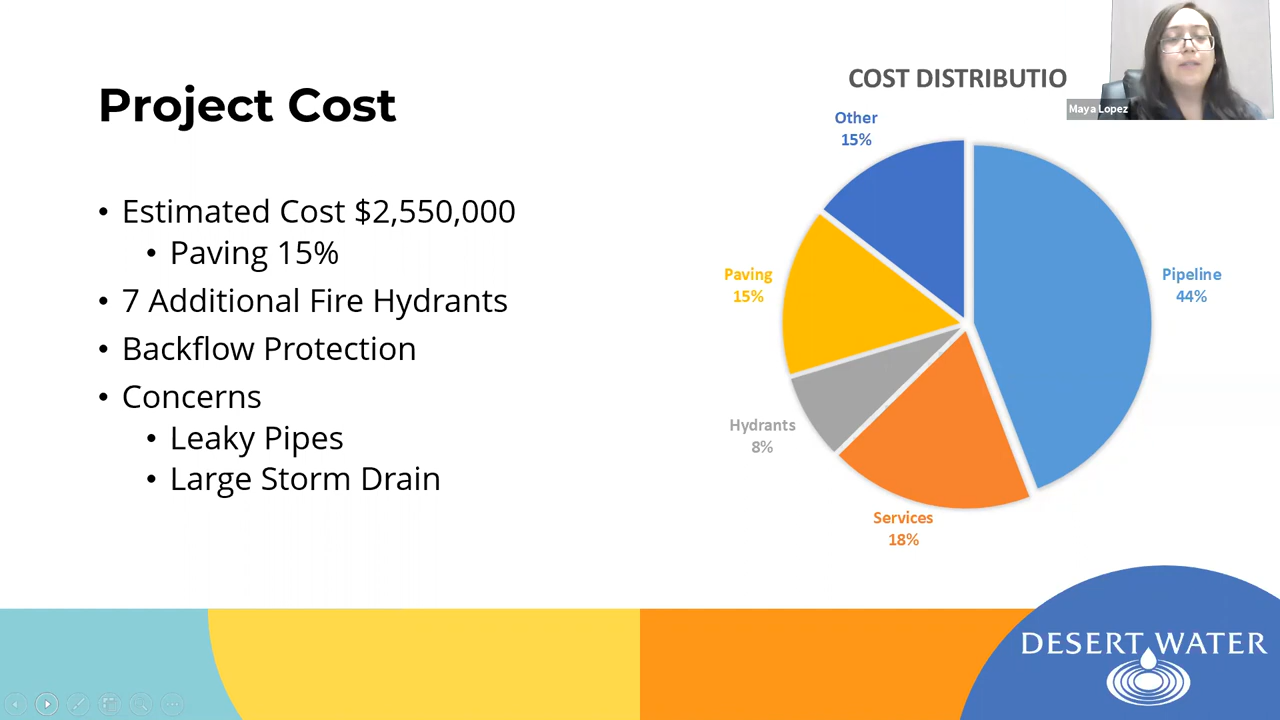 Project Cost
• Estimated Cost $2,550,000
• Paving 15%
• 7 Additional Fire Hydrants
• Backflow Protection
• Concerns
• Leaky Pipes
• Large Storm Drain
COST DISTRIBUTIO
Other
15%
Paving
15%
Pipeline
44%
Hydrants
8%
Services
18%
Maya Lopez
DESERT WATER